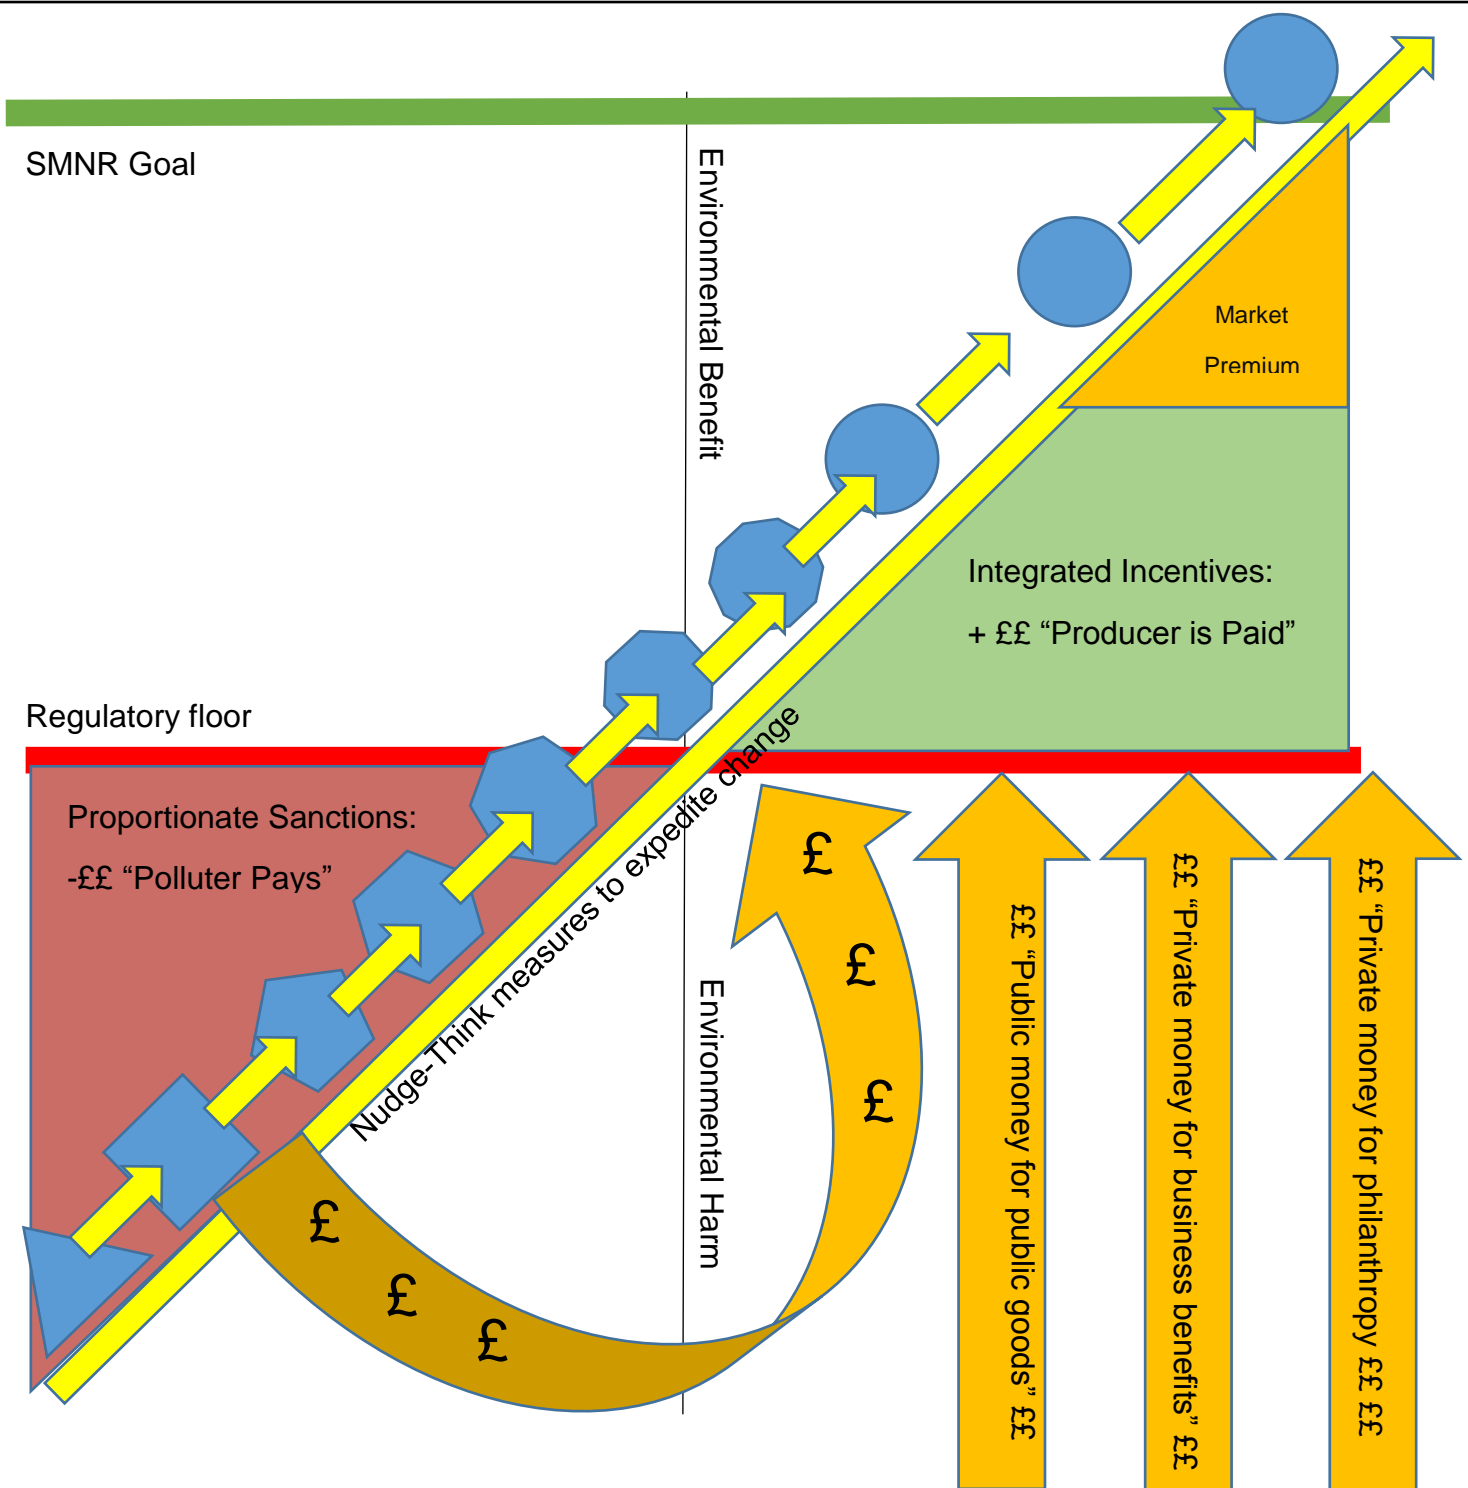 SMNR Goal
Environmental Benefit
Market
Premium
Integrated Incentives:
+ ££ “Producer is Paid”
Regulatory floor
Proportionate Sanctions:
-££ “Polluter Pays”
Nudge-Think measures to expedite change
Environmental Harm
£
£
£
£
£
£
££ “Public money for public goods” ££
££ “Private money for business benefits” ££
££ “Private money for philanthropy ££ ££